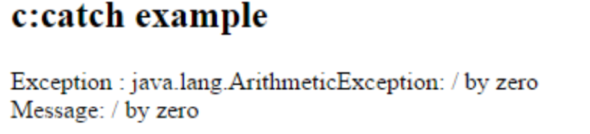 c:catch example
Exception : java.lang.ArithmeticException: / by zero
Message: / by zero